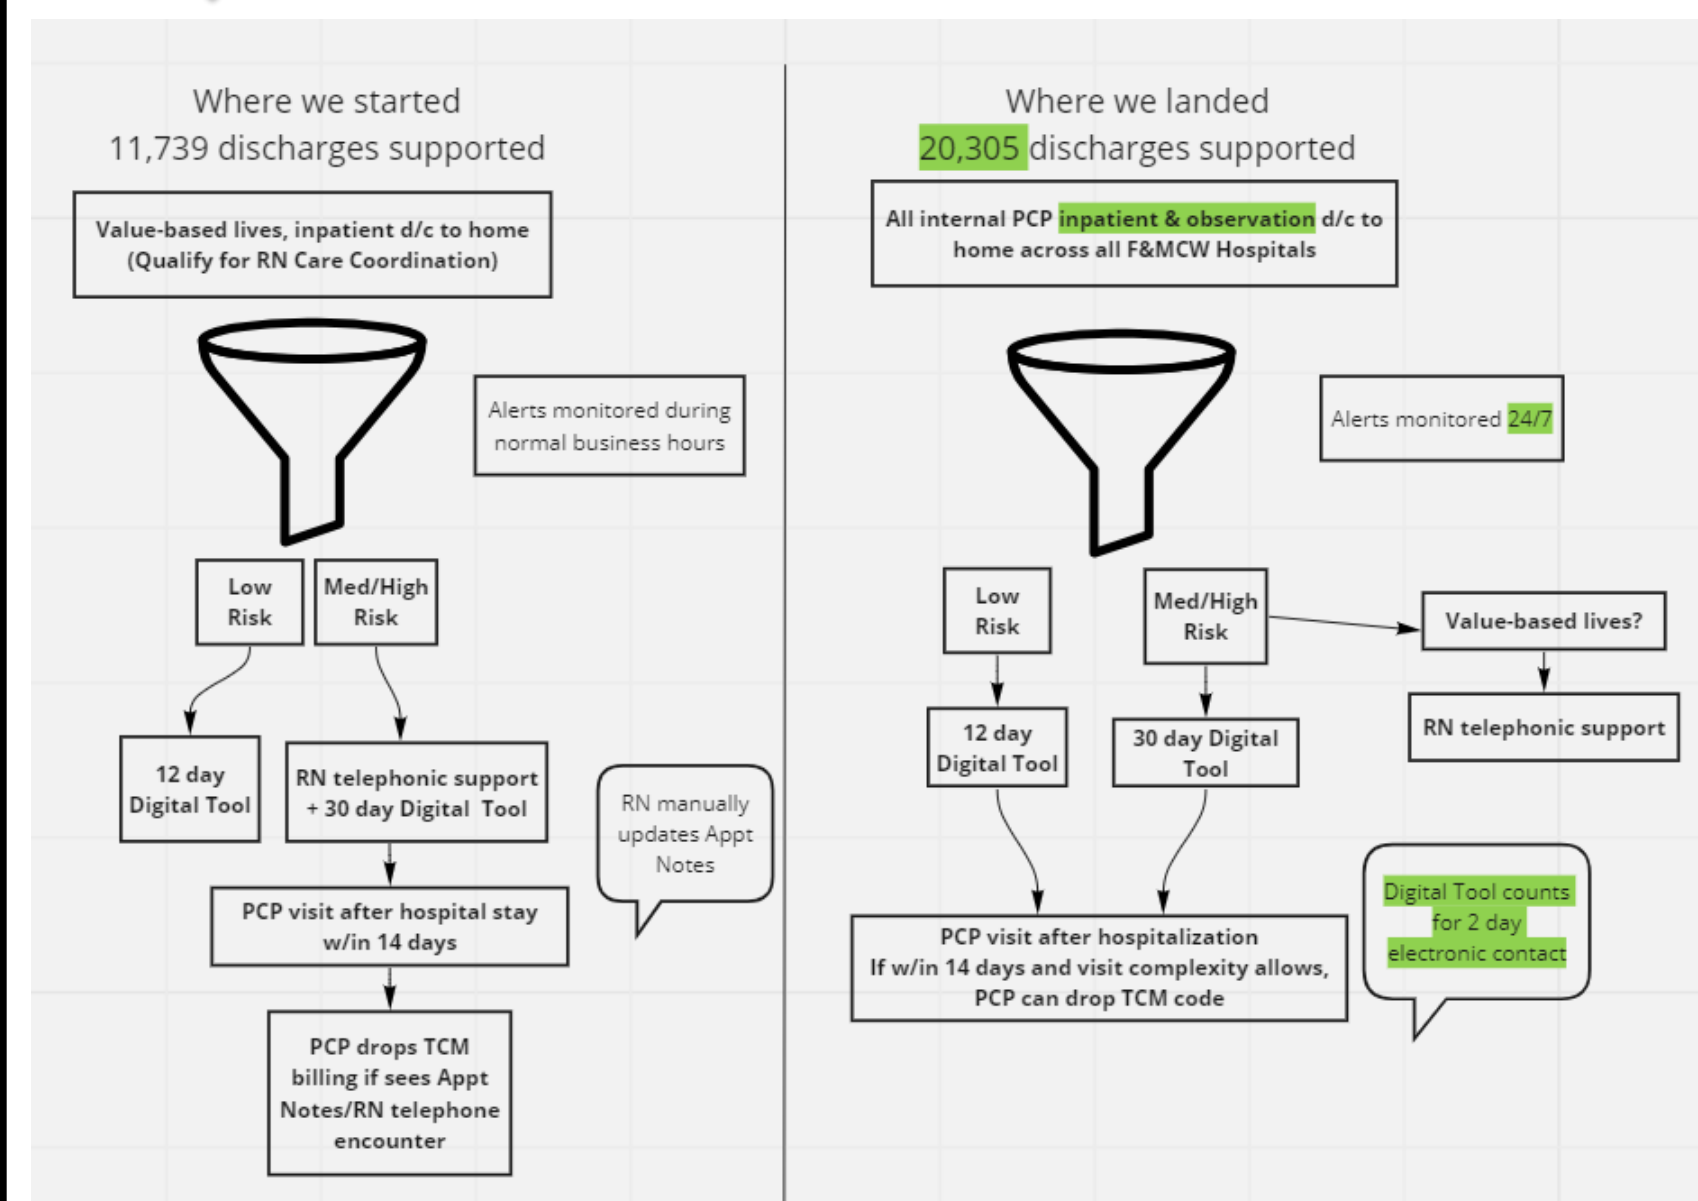 Where we started
11,739 discharges supported
Value-based lives, inpatient d/c to home
(Qualify for RN Care Coordination)
Alerts monitored during
normal business hours
Low
Risk
Med/High
Risk
12 day
Digital Tool
RN telephonic support
+ 30 day Digital Tool
RN manually
updates Appt
Notes
PCP visit after hospital stay
w/in 14 days
PCP drops TCM
billing if sees Appt
Notes/RN telephone
encounter
Where we landed
20,305 discharges supported
All internal PCP inpatient & observation d/c to
home across all F&MCW Hospitals
Alerts monitored 24/7
Low
Risk
Med/High
Risk
Value-based lives?
RN telephonic support
12 day
Digital Tool
30 day Digital
Tool
PCP visit after hospitalization
If w/in 14 days and visit complexity allows,
PCP can drop TCM code
Digital Tool counts
for 2 day
electronic contact